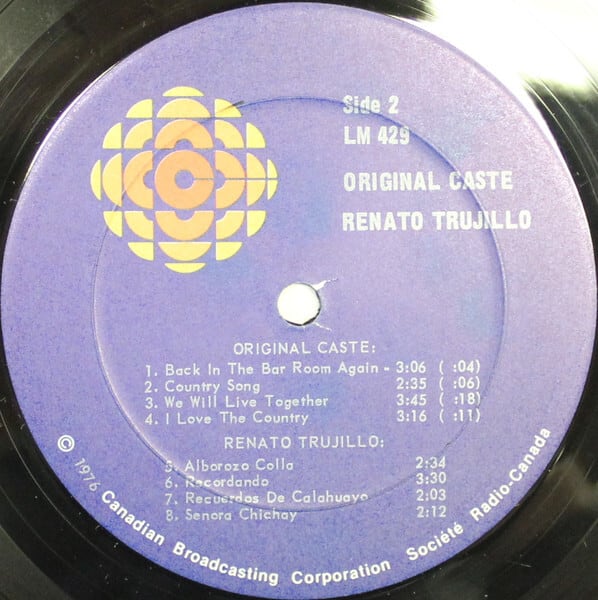 Side 2
LM 429
ORIGINAL CASTE
RENATO TRUJILLO
ORIGINAL CASTE:
1. Back In The Bar Room Again - 3:06 ( :04)
2. Country Song 2:35 ( :06)
3. We Will Live Together 3:45 ( :18)
4. I Love The Country 3:16 ( :11)
RENATO TRUJILLO:
5. Alborozo Colla 2:34
6. Recordando 3:30
7. Recuerdos De Calahuayo 2:03
8. Senora Chichay 2:12
© 1976 Canadian Broadcasting Corporation Société Radio-Canada